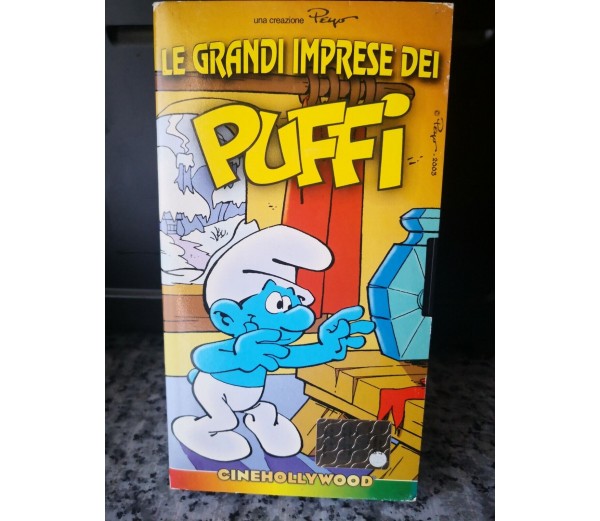 una creazione Peyo
LE GRANDI IMPRESE DEI
PUFFi
© Peyo - 2003
CINEHOLLYWOOD